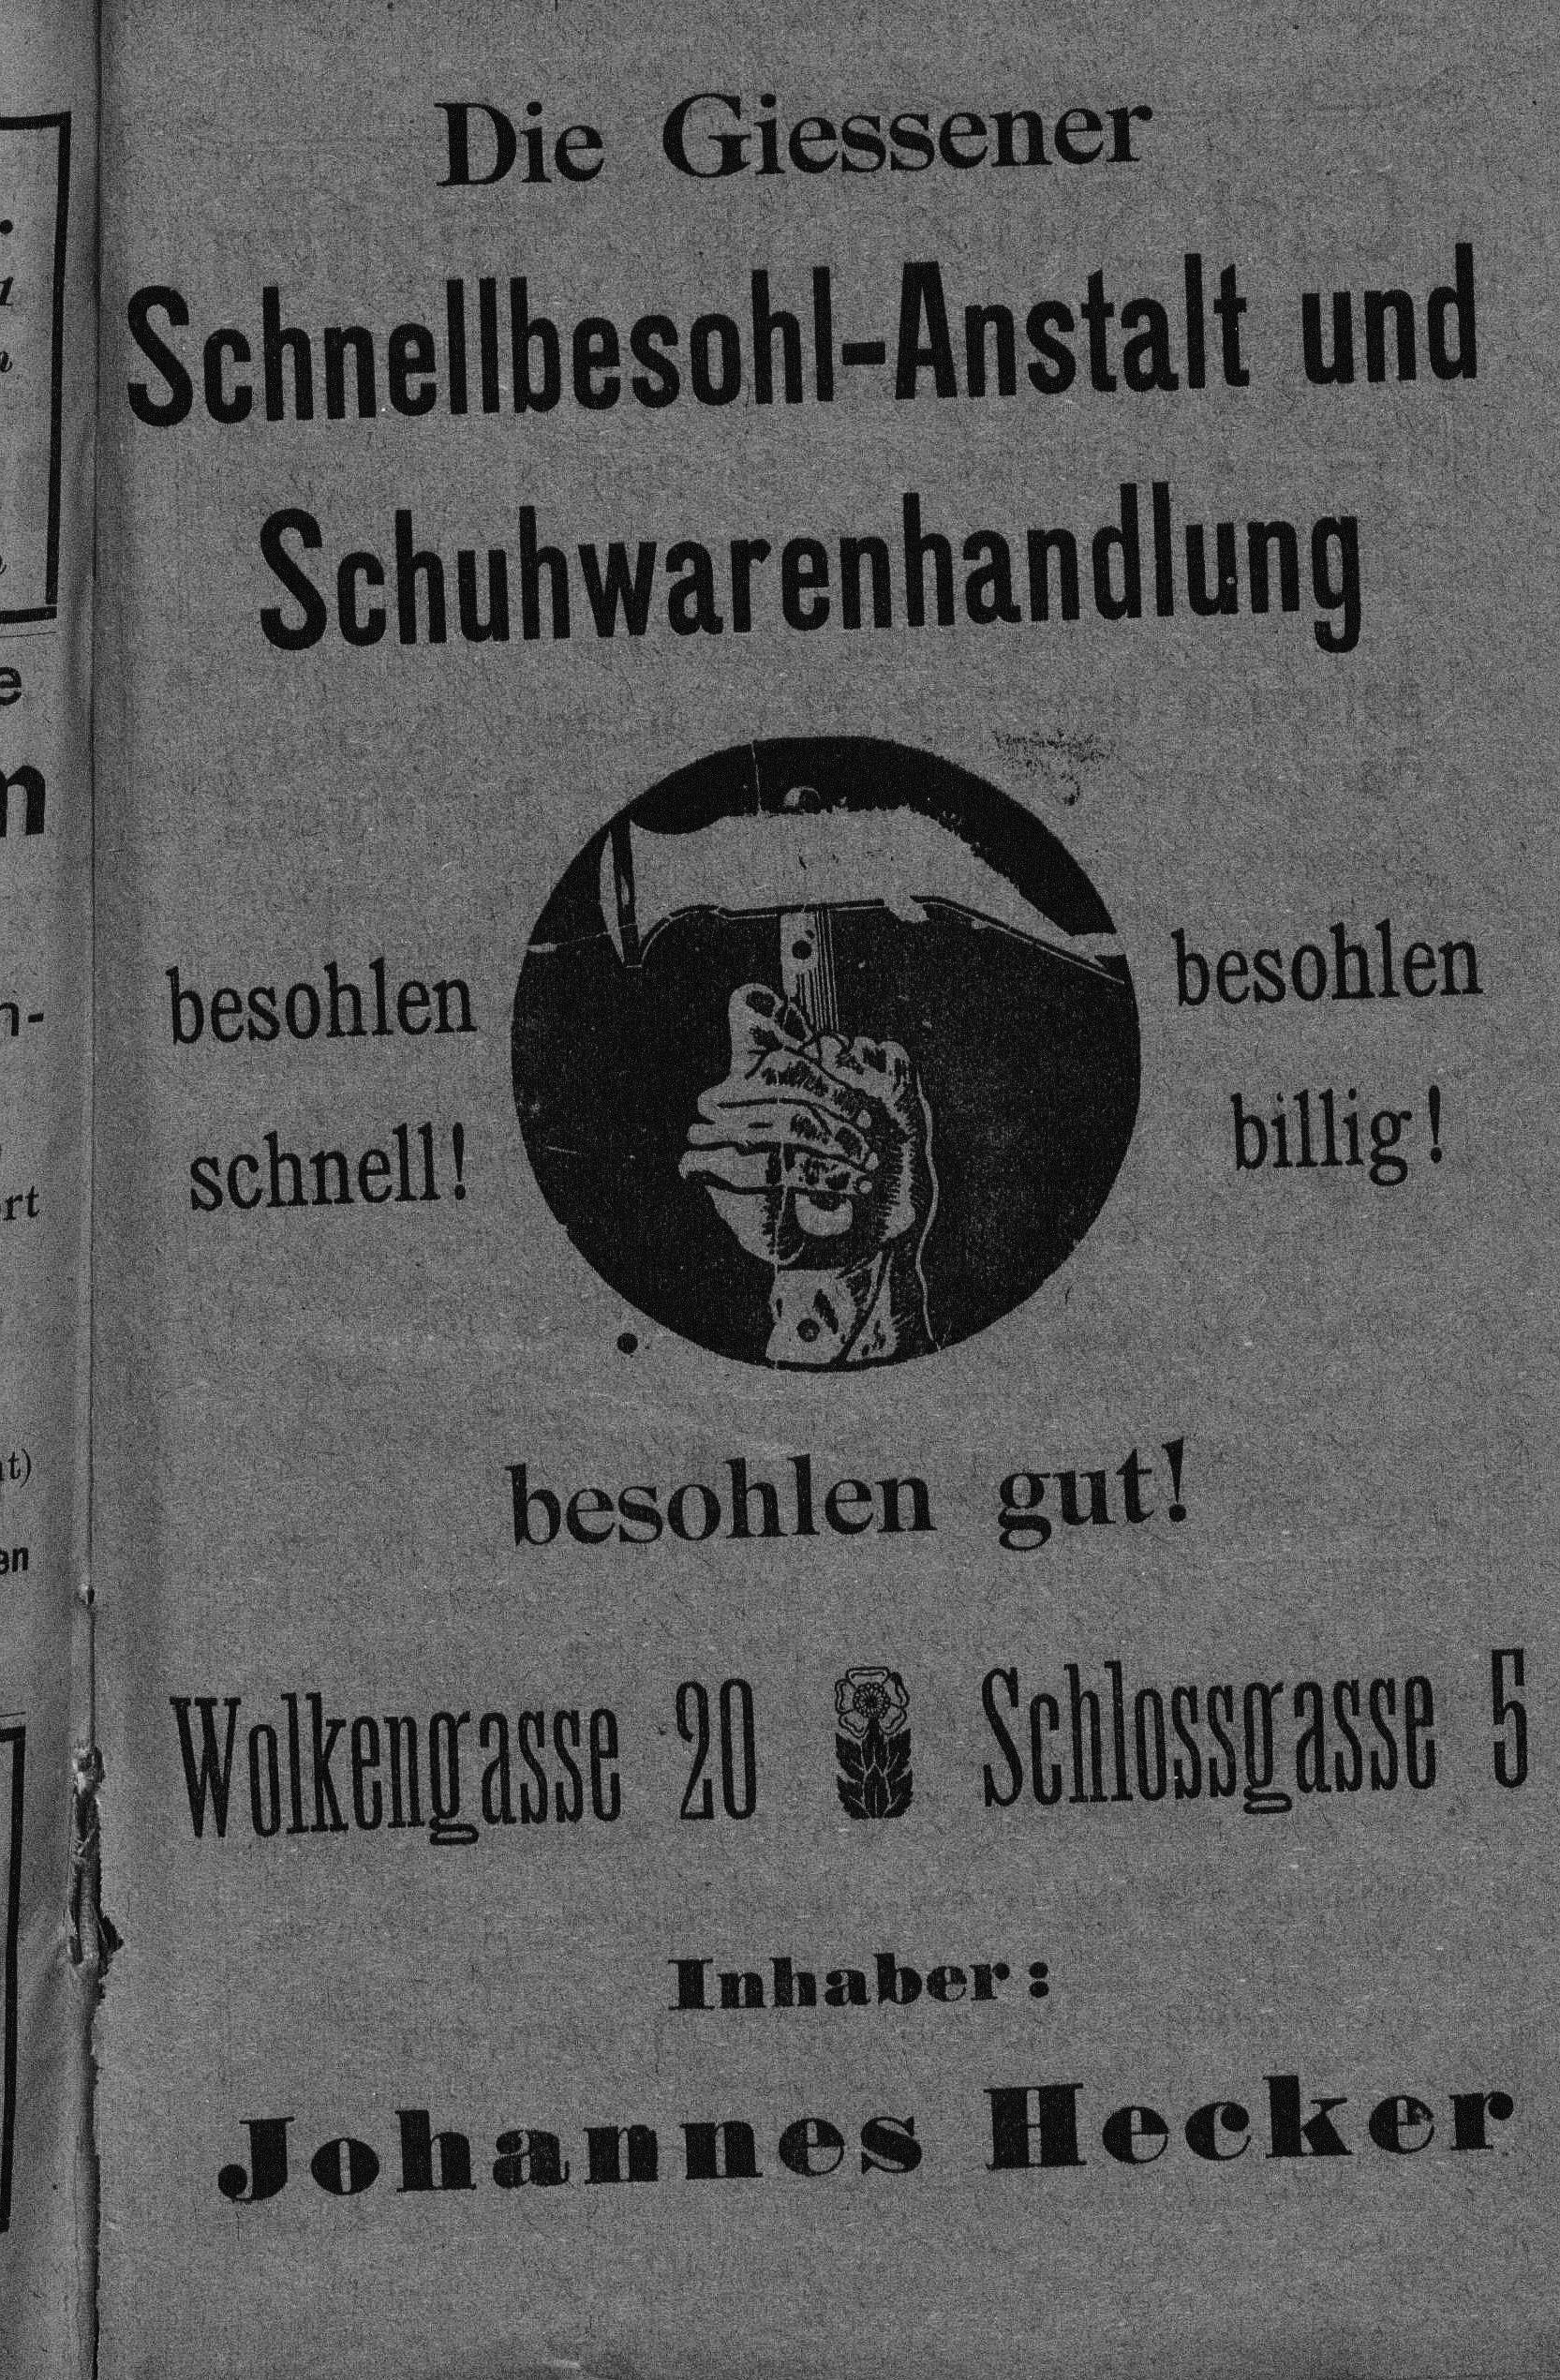 Die Giessener
Schnellbesohl-Anstalt und
Schuhwarenhandlung
besohlen
schnell!
besohlen
billig!
besohlen gut!
Wolkengasse 20
Schlossgasse 5
Inhaber:
Johannes Hecker